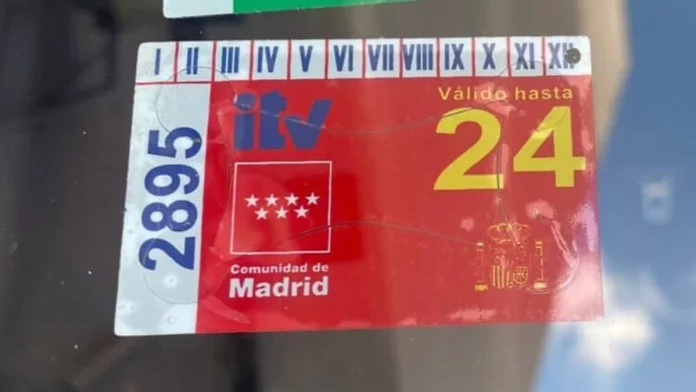 I II III IV V VI VII VIII IX X XI XII
2895
itv
Válido hasta
24
Comunidad de
Madrid